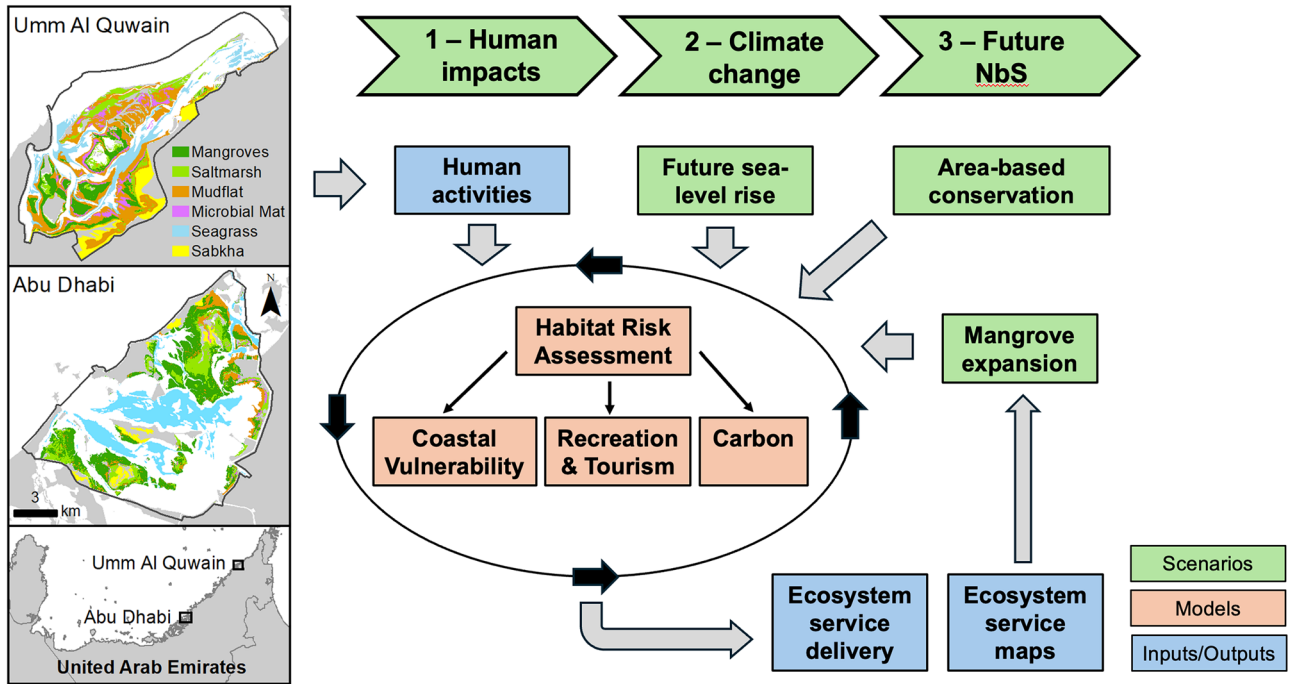 Umm Al Quwain
Mangroves
Saltmarsh
Mudflat
Microbial Mat
Seagrass
Sabkha
Abu Dhabi
N
3
km
Umm Al Quwain
Abu Dhabi
United Arab Emirates
1 – Human
impacts
2 – Climate
change
3 – Future
NbS
Human
activities
Future sea-
level rise
Area-based
conservation
Habitat Risk
Assessment
Mangrove
expansion
Coastal
Vulnerability
Recreation
& Tourism
Carbon
Ecosystem
service
delivery
Ecosystem
service
maps
Scenarios
Models
Inputs/Outputs